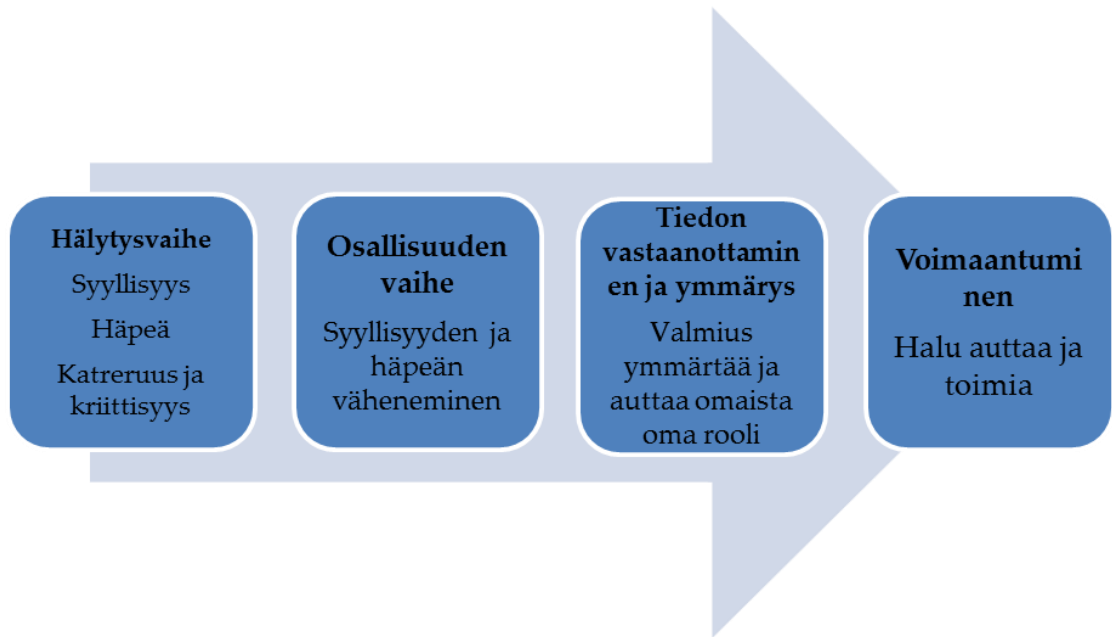 Hälytysvaihe
Syyllisyys
Häpeä
Katreruus ja
kriittisyys
Osallisuuden
vaihe
Syyllisyyden ja
häpeän
väheneminen
Tiedon
vastaanottamin
en ja ymmärys
Valmius
ymmärtää ja
auttaa omaista
oma rooli
Voimaantumi
nen
Halu auttaa ja
toimia